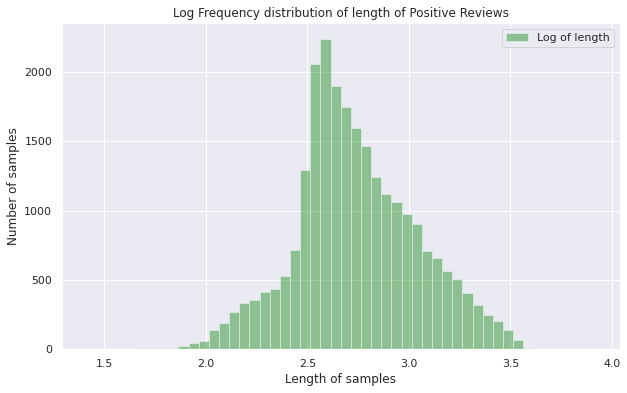 Log Frequency distribution of length of Positive Reviews
Log of length
2000
1500
1000
500
0
Number of samples
1.5 2.0 2.5 3.0 3.5 4.0
Length of samples